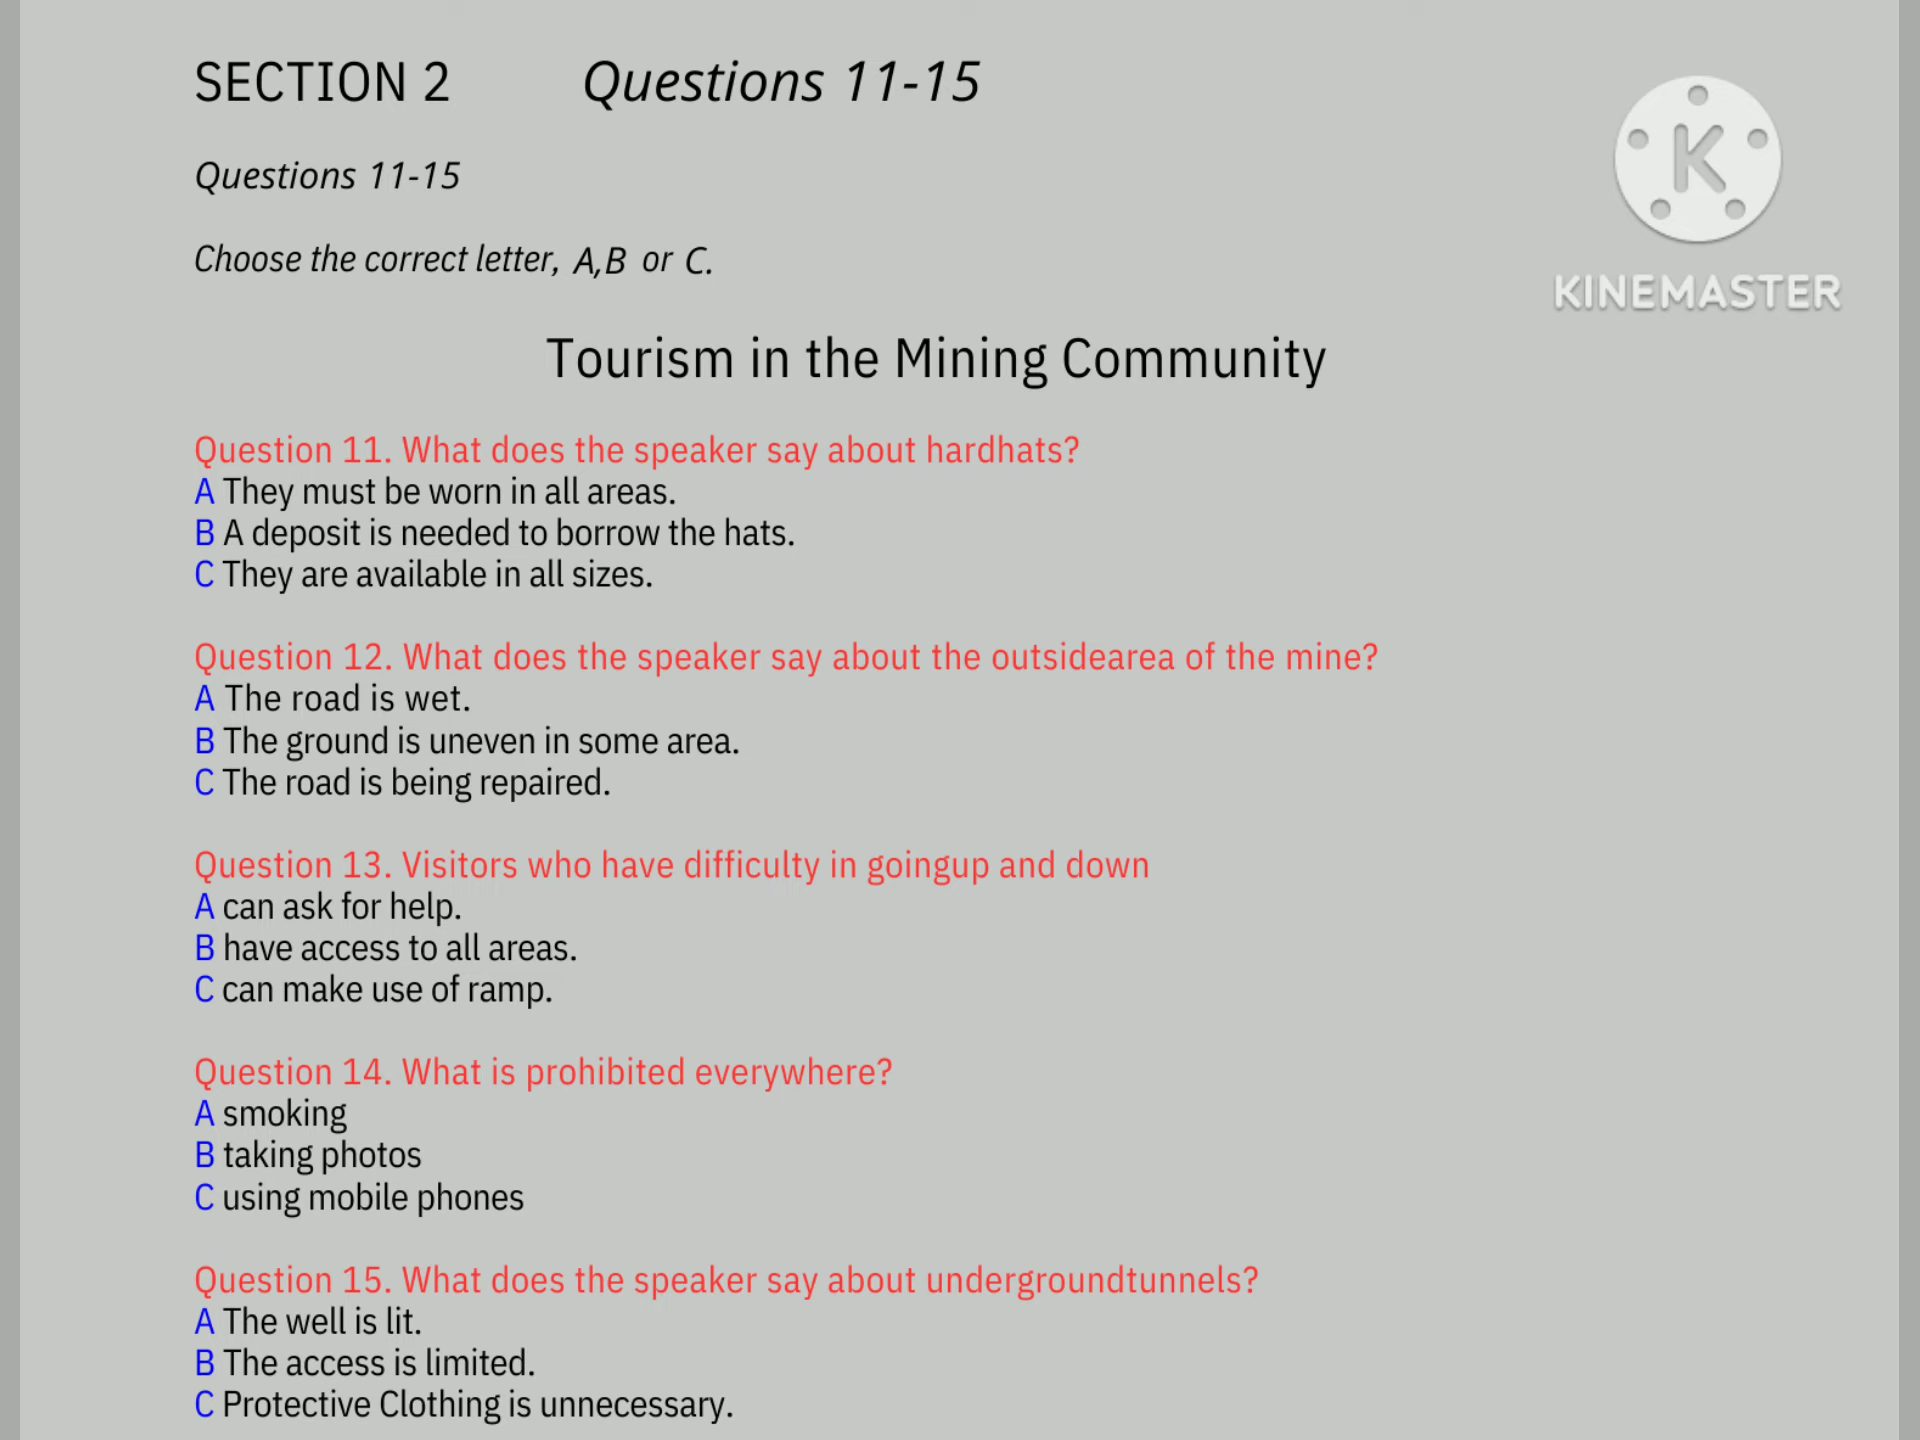 SECTION 2 Questions 11-15
K
KINEMASTER
Questions 11-15
Choose the correct letter, A,B or C.
Tourism in the Mining Community
Question 11. What does the speaker say about hardhats?
A They must be worn in all areas.
B A deposit is needed to borrow the hats.
C They are available in all sizes.
Question 12. What does the speaker say about the outsidearea of the mine?
A The road is wet.
B The ground is uneven in some area.
C The road is being repaired.
Question 13. Visitors who have difficulty in goingup and down
A can ask for help.
B have access to all areas.
C can make use of ramp.
Question 14. What is prohibited everywhere?
A smoking
B taking photos
C using mobile phones
Question 15. What does the speaker say about undergroundtunnels?
A The well is lit.
B The access is limited.
C Protective Clothing is unnecessary.